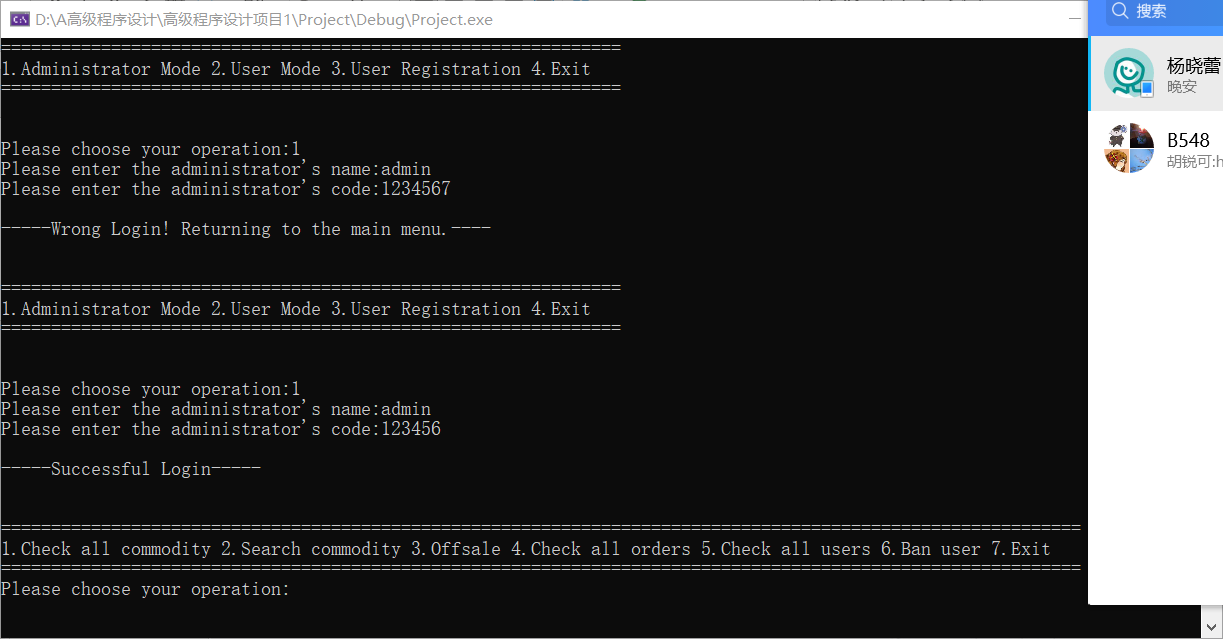 D:\A高级程序设计\高级程序设计项目1\Project\Debug\Project.exe
==============================================================
1.Administrator Mode 2.User Mode 3.User Registration 4.Exit
==============================================================
Please choose your operation:1
Please enter the administrator's name:admin
Please enter the administrator's code:1234567
-----Wrong Login! Returning to the main menu.----
==============================================================
1.Administrator Mode 2.User Mode 3.User Registration 4.Exit
==============================================================
Please choose your operation:1
Please enter the administrator's name:admin
Please enter the administrator's code:123456
-----Successful Login-----
============================================================================================================
1.Check all commodity 2.Search commodity 3.Offsale 4.Check all orders 5.Check all users 6.Ban user 7.Exit
============================================================================================================
Please choose your operation:
搜索
杨晓蕾
晚安
B548
胡锐可:h